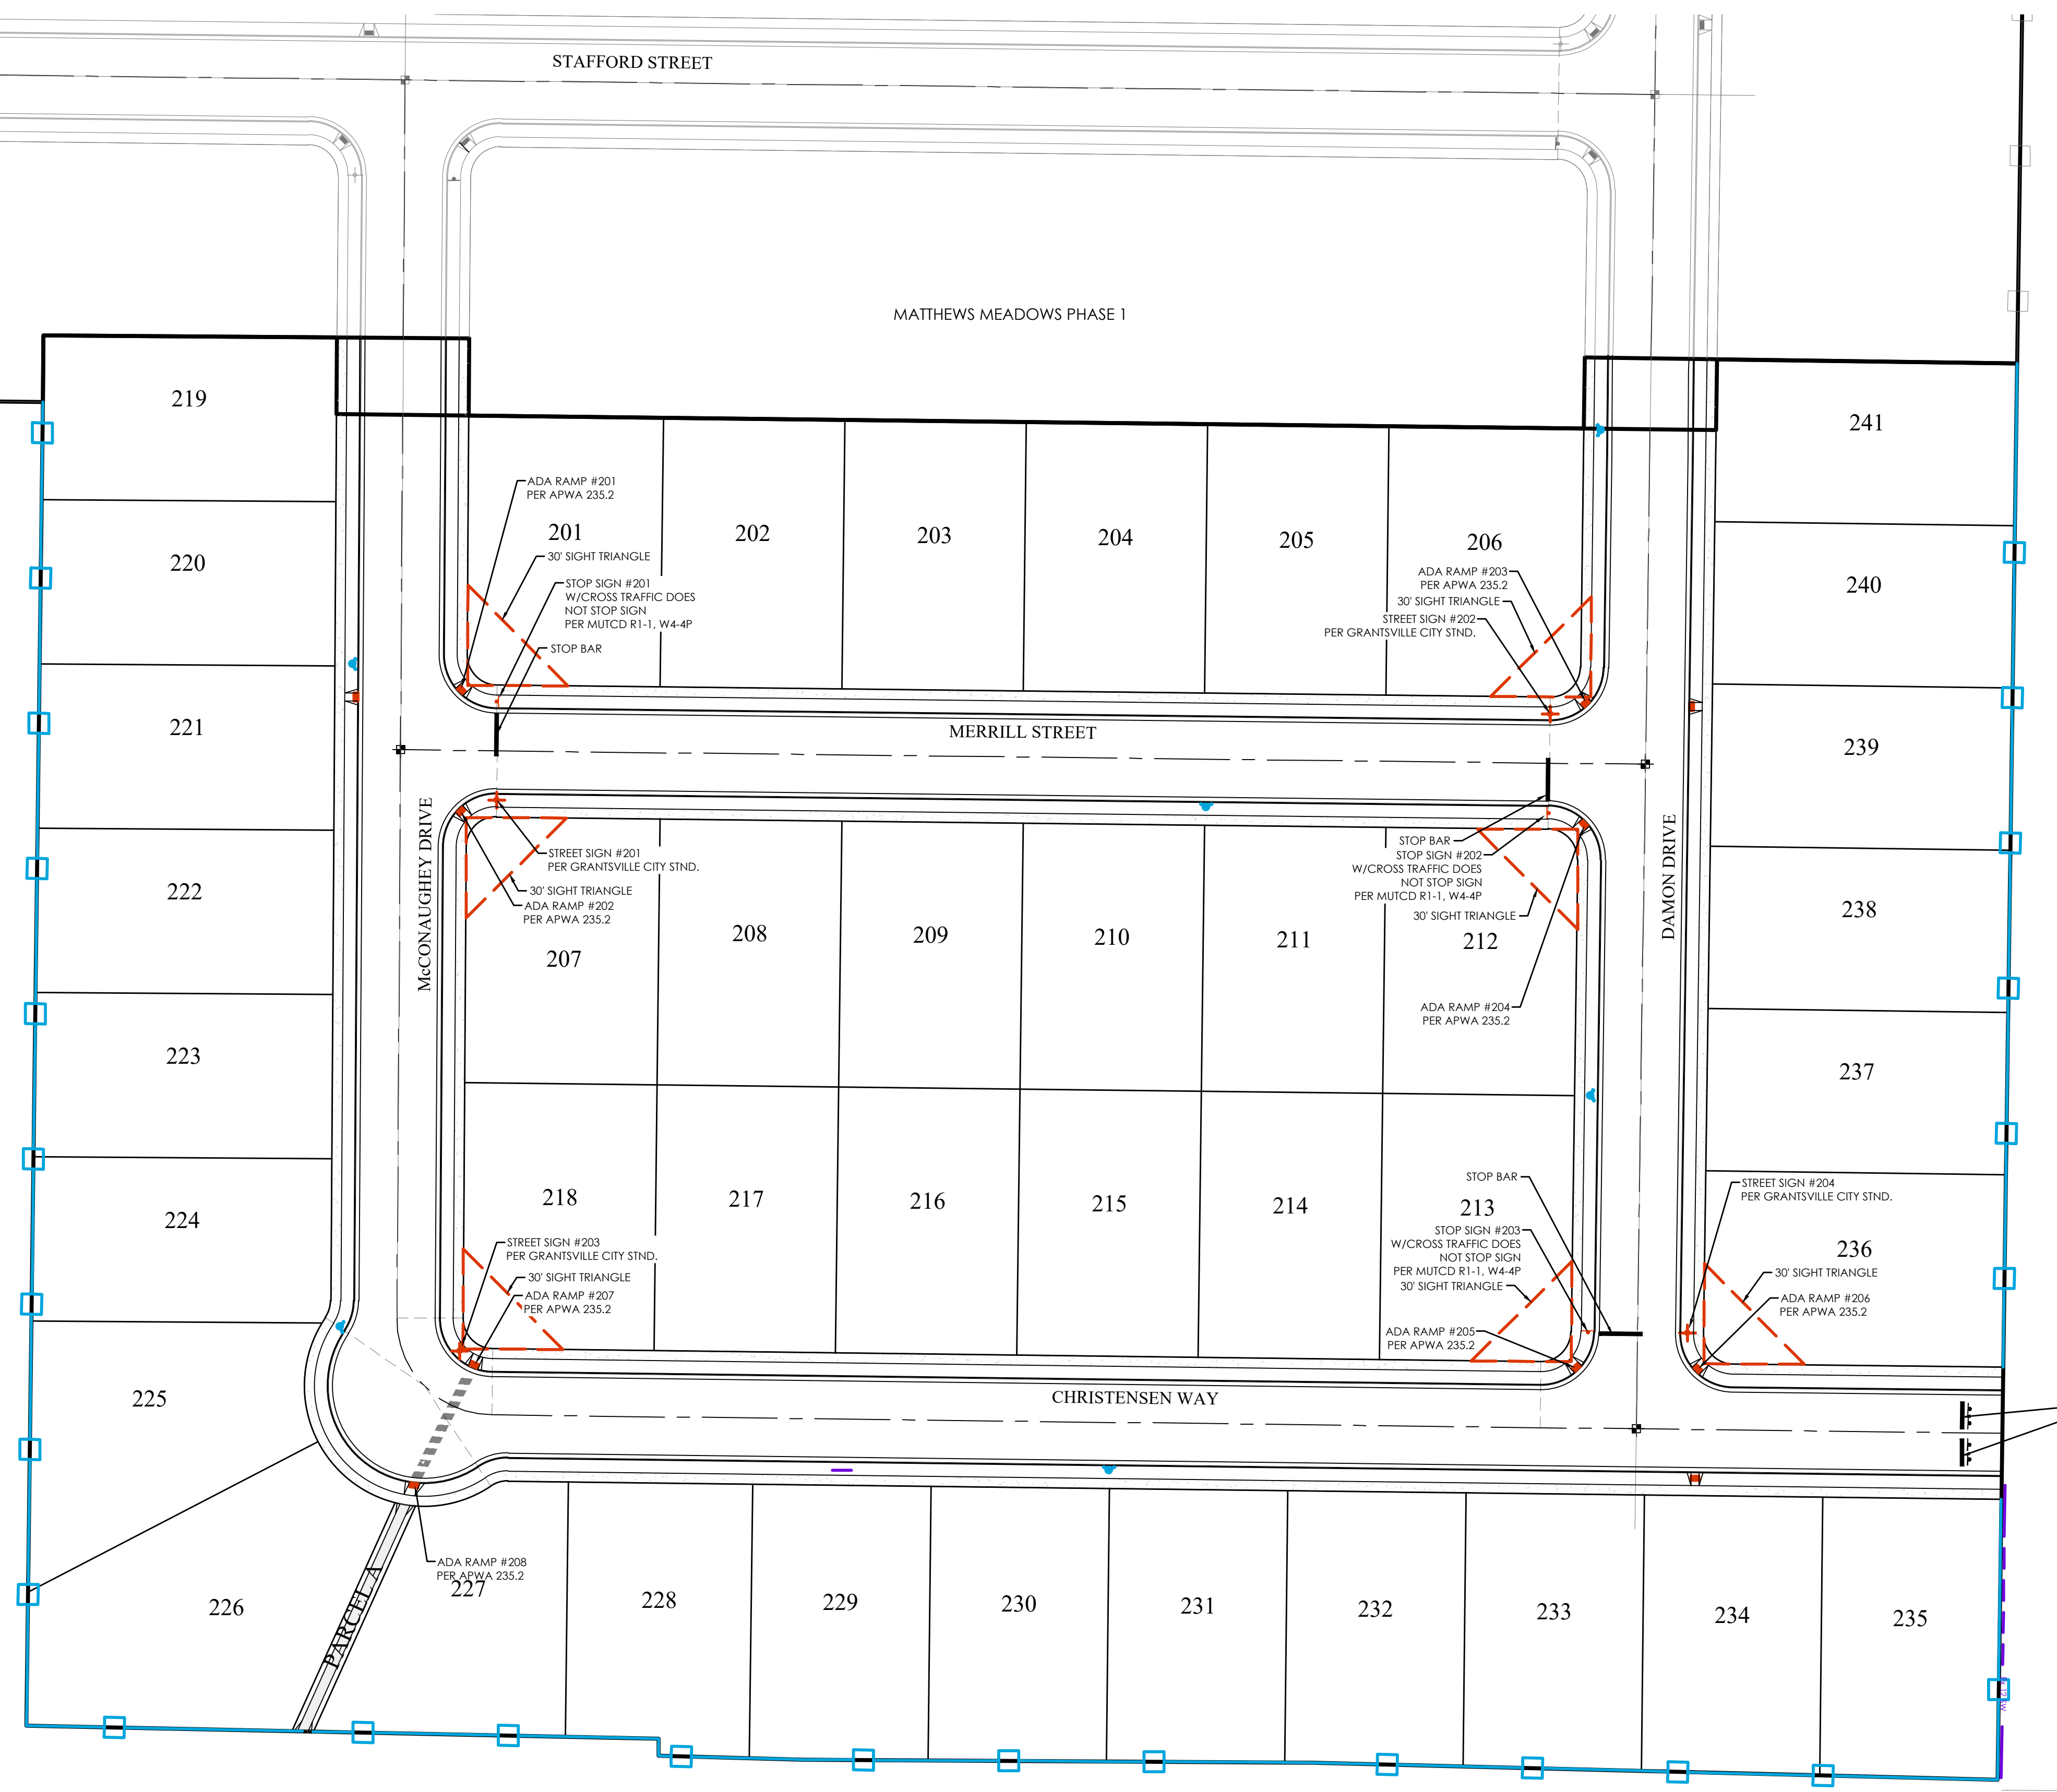 STAFFORD STREET
MATTHEWS MEADOWS PHASE 1
219
241
ADA RAMP #201
PER APWA 235.2
201
202
203
204
205
206
30' SIGHT TRIANGLE
STOP SIGN #201
W/CROSS TRAFFIC DOES
NOT STOP SIGN
PER MUTCD R1-1, W4-4P
STOP BAR
ADA RAMP #203
PER APWA 235.2
30' SIGHT TRIANGLE
STREET SIGN #202
PER GRANTSVILLE CITY STND.
220
240
221
239
MERRILL STREET
McCONAUGHEY DRIVE
DAMON DRIVE
STREET SIGN #201
PER GRANTSVILLE CITY STND.
30' SIGHT TRIANGLE
ADA RAMP #202
PER APWA 235.2
STOP BAR
STOP SIGN #202
W/CROSS TRAFFIC DOES
NOT STOP SIGN
PER MUTCD R1-1, W4-4P
30' SIGHT TRIANGLE
222
238
207
208
209
210
211
212
ADA RAMP #204
PER APWA 235.2
223
237
224
218
217
216
215
214
213
STOP BAR
STOP SIGN #203
W/CROSS TRAFFIC DOES
NOT STOP SIGN
PER MUTCD R1-1, W4-4P
30' SIGHT TRIANGLE
ADA RAMP #205
PER APWA 235.2
STREET SIGN #204
PER GRANTSVILLE CITY STND.
236
30' SIGHT TRIANGLE
ADA RAMP #206
PER APWA 235.2
STREET SIGN #203
PER GRANTSVILLE CITY STND.
30' SIGHT TRIANGLE
ADA RAMP #207
PER APWA 235.2
225
CHRISTENSEN WAY
ADA RAMP #208
PER APWA 235.2
226
PARCEL A
227
228
229
230
231
232
233
234
235